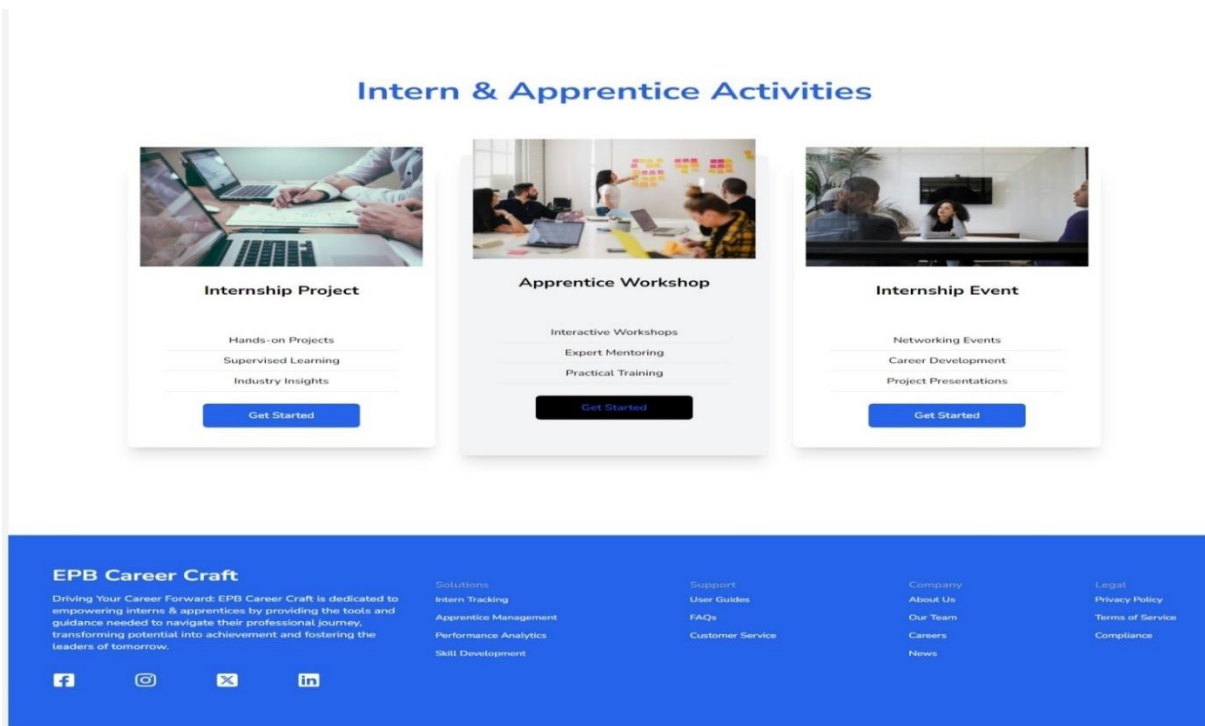 Intern & Apprentice Activities
Internship Project
Hands-on Projects
Supervised Learning
Industry Insights
Get Started
Apprentice Workshop
Interactive Workshops
Expert Mentoring
Practical Training
Get Started
Internship Event
Networking Events
Career Development
Project Presentations
Get Started
EPB Career Craft
Driving Your Career Forward: EPB Career Craft is dedicated to
empowering interns & apprentices by providing the tools and
guidance needed to navigate their professional journey,
transforming potential into achievement and fostering the
leaders of tomorrow.
Solutions
Intern Tracking
Apprentice Management
Performance Analytics
Skill Development
Support
User Guides
FAQs
Customer Service
Company
About Us
Our Team
Careers
News
Legal
Privacy Policy
Terms of Service
Compliance